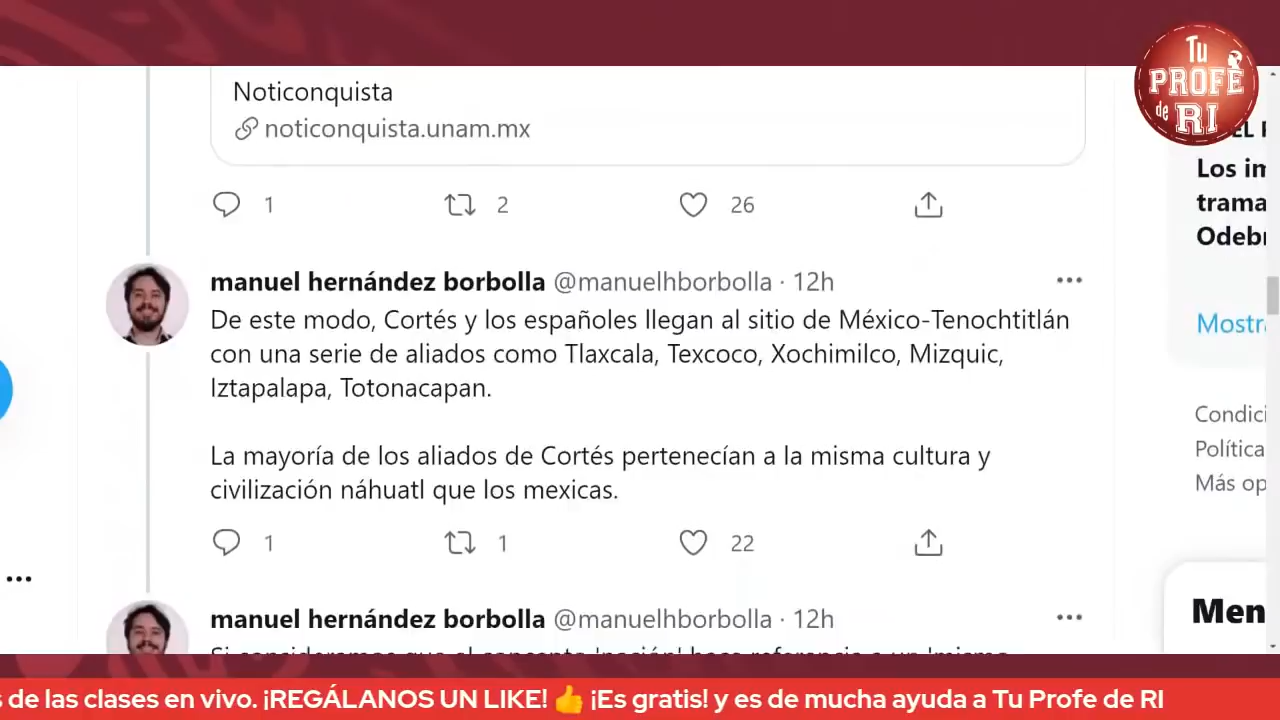 Tu
PROFE
de RI
Noticonquista
noticonquista.unam.mx
1 2 26
manuel hernández borbolla @manuelhborbolla · 12h
De este modo, Cortés y los españoles llegan al sitio de México-Tenochtitlán
con una serie de aliados como Tlaxcala, Texcoco, Xochimilco, Mizquic,
Iztapalapa, Totonacapan.
La mayoría de los aliados de Cortés pertenecían a la misma cultura y
civilización náhuatl que los mexicas.
1 1 22
manuel hernández borbolla @manuelhborbolla · 12h
Los im
trama
Odebr
Mostra
Condici
Política
Más op
Men
s de las clases en vivo. ¡REGÁLANOS UN LIKE! 👍 ¡Es gratis! y es de mucha ayuda a Tu Profe de RI